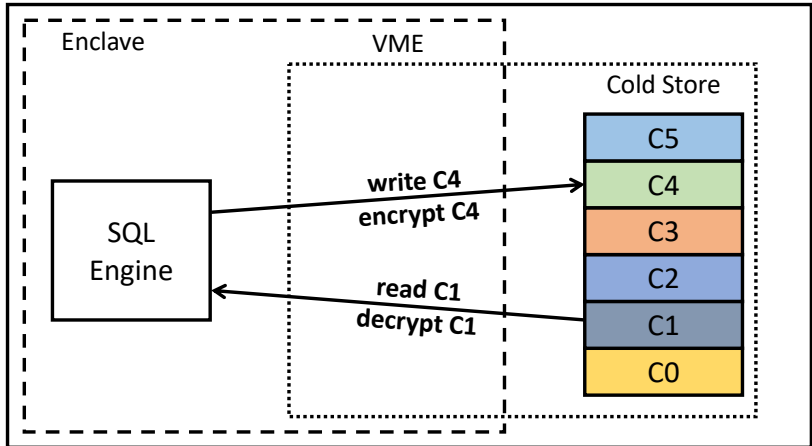 Enclave
VME
Cold Store
C5
write C4
C4
encrypt C4
SQL
Engine
C3
C2
read C1
decrypt C1
C1
C0